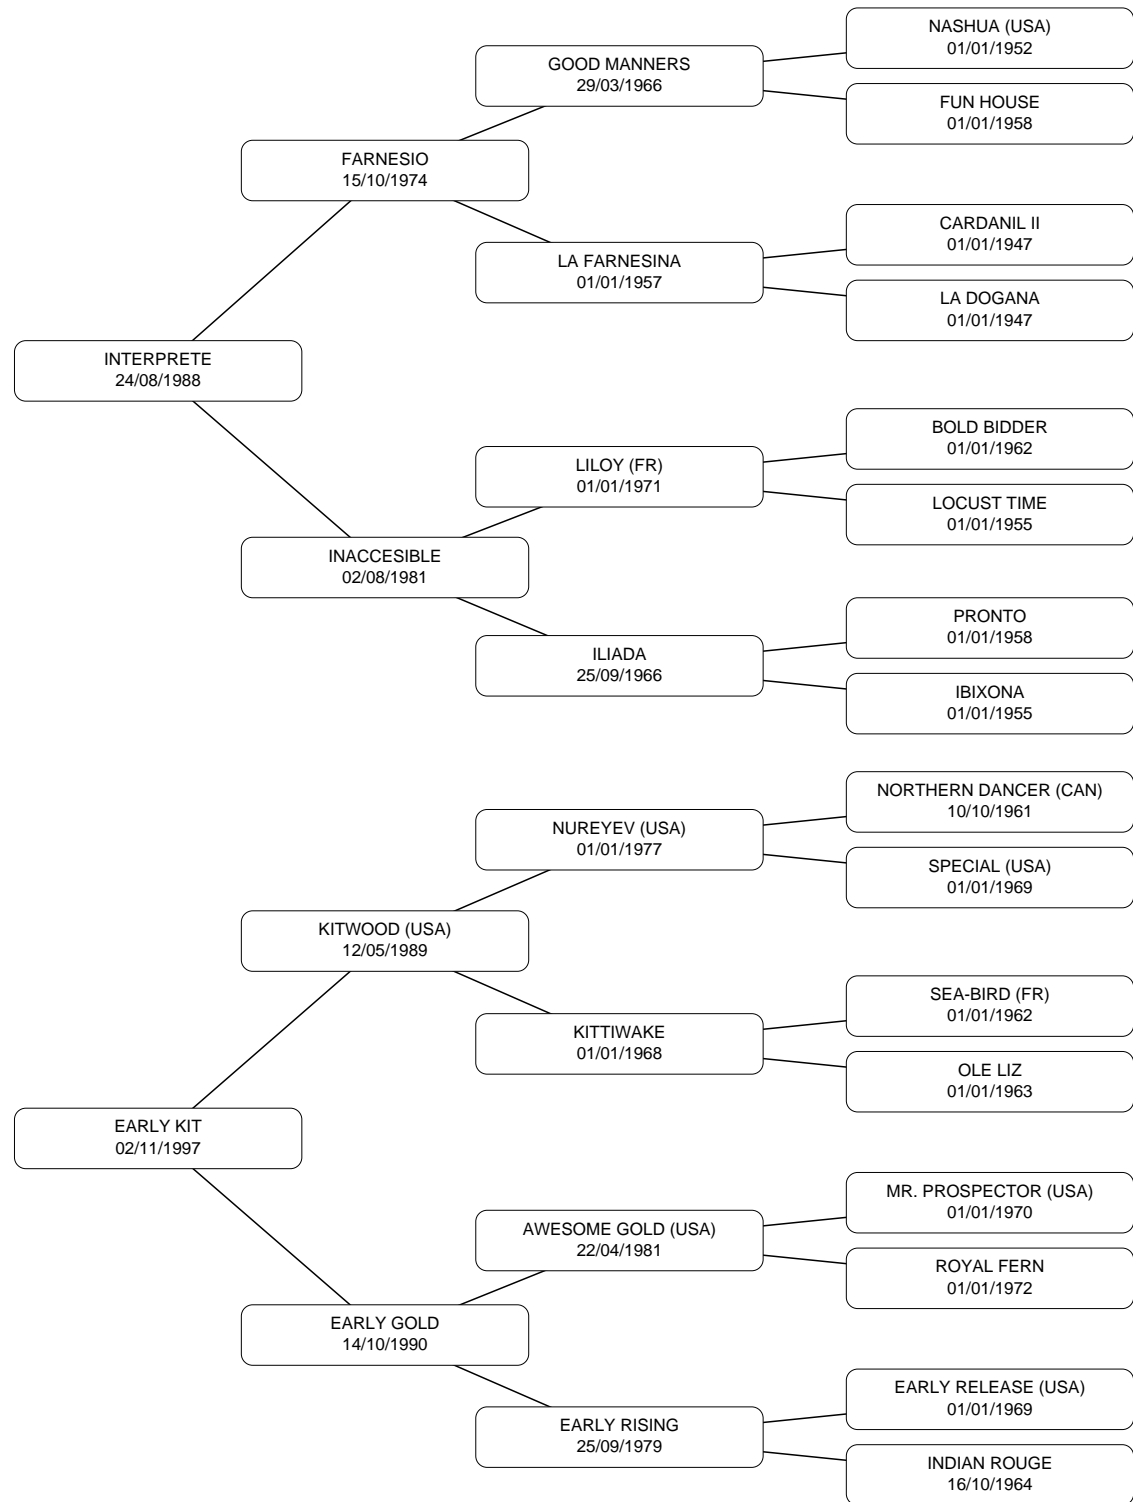 NASHUA (USA)
01/01/1952
GOOD MANNERS
29/03/1966
FUN HOUSE
01/01/1958
FARNESIO
15/10/1974
CARDANIL II
01/01/1947
LA FARNESINA
01/01/1957
LA DOGANA
01/01/1947
INTERPRETE
24/08/1988
BOLD BIDDER
01/01/1962
LILOY (FR)
01/01/1971
LOCUST TIME
01/01/1955
INACCESIBLE
02/08/1981
PRONTO
01/01/1958
ILIADA
25/09/1966
IBIXONA
01/01/1955
NORTHERN DANCER (CAN)
10/10/1961
NUREYEV (USA)
01/01/1977
SPECIAL (USA)
01/01/1969
KITWOOD (USA)
12/05/1989
SEA-BIRD (FR)
01/01/1962
KITTIWAKE
01/01/1968
OLE LIZ
01/01/1963
EARLY KIT
02/11/1997
MR. PROSPECTOR (USA)
01/01/1970
AWESOME GOLD (USA)
22/04/1981
ROYAL FERN
01/01/1972
EARLY GOLD
14/10/1990
EARLY RELEASE (USA)
01/01/1969
EARLY RISING
25/09/1979
INDIAN ROUGE
16/10/1964